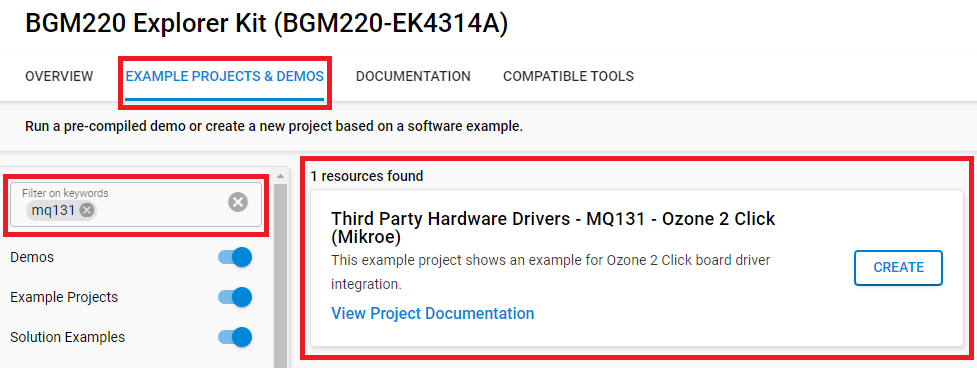 BGM220 Explorer Kit (BGM220-EK4314A)
OVERVIEW
EXAMPLE PROJECTS & DEMOS
DOCUMENTATION
COMPATIBLE TOOLS
Run a pre-compiled demo or create a new project based on a software example.
Filter on keywords
mq131
Demos
Example Projects
Solution Examples
1 resources found
Third Party Hardware Drivers - MQ131 - Ozone 2 Click
(Mikroe)
This example project shows an example for Ozone 2 Click board driver
integration.
View Project Documentation
CREATE